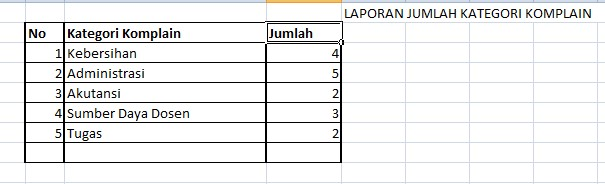 LAPORAN JUMLAH KATEGORI KOMPLAIN
No Kategori Komplain Jumlah
1 Kebersihan 4
2 Administrasi 5
3 Akutansi 2
4 Sumber Daya Dosen 3
5 Tugas 2